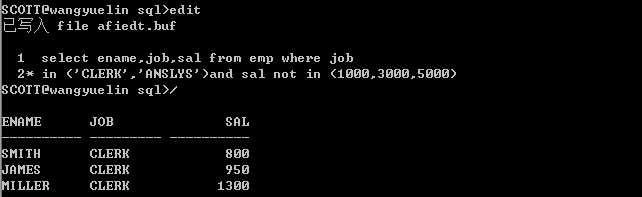 SCOTT@wangyuelin sql>edit
已写入 file afiedt.buf
1 select ename,job,sal from emp where job
2* in ('CLERK','ANSLYS')and sal not in (1000,3000,5000)
SCOTT@wangyuelin sql>/
ENAME JOB SAL
---------- --------- ----------
SMITH CLERK 800
JAMES CLERK 950
MILLER CLERK 1300